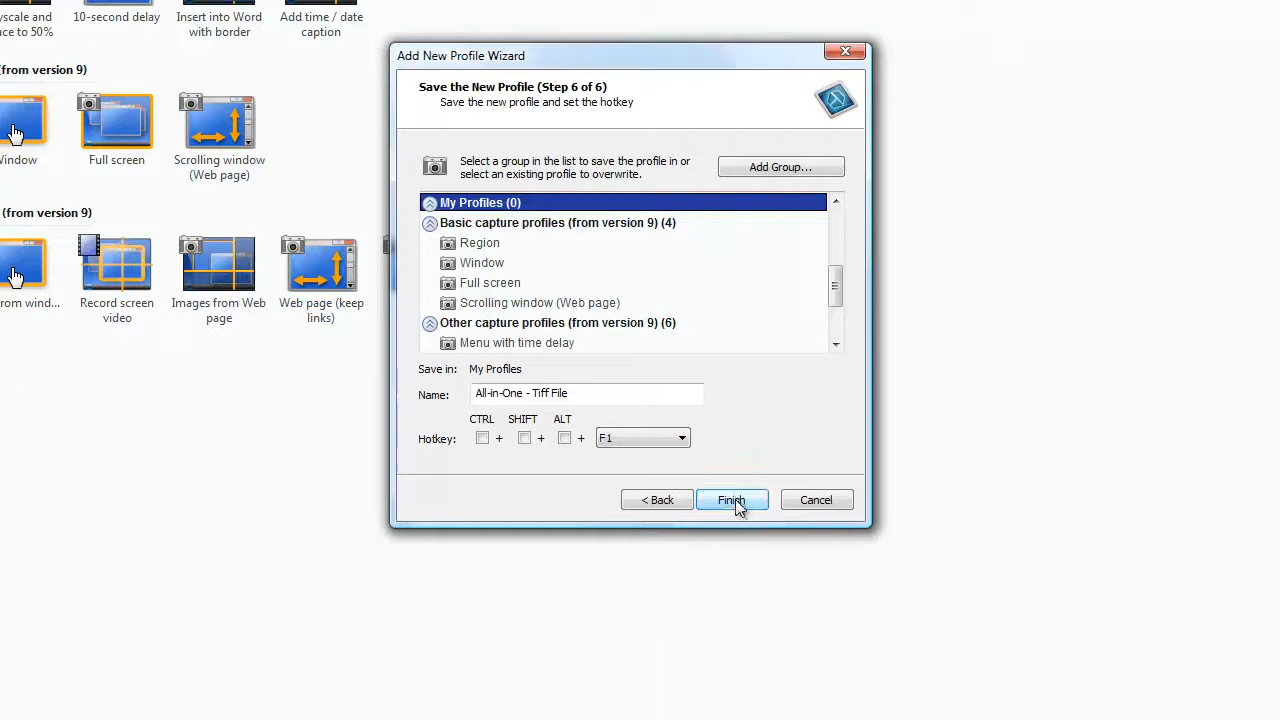 yscale and
ce to 50%
10-second delay
Insert into Word
with border
Add time / date
caption
(from version 9)
Window
Full screen
Scrolling window
(Web page)
(from version 9)
rom wind...
Record screen
video
Images from Web
page
Web page (keep
links)
Add New Profile Wizard
Save the New Profile (Step 6 of 6)
Save the new profile and set the hotkey
Select a group in the list to save the profile in or
select an existing profile to overwrite.
Add Group...
My Profiles (0)
Basic capture profiles (from version 9) (4)
Region
Window
Full screen
Scrolling window (Web page)
Other capture profiles (from version 9) (6)
Menu with time delay
Save in: My Profiles
Name: All-in-One - Tiff File
CTRL SHIFT ALT
Hotkey: + + + F1
< Back
Finish
Cancel